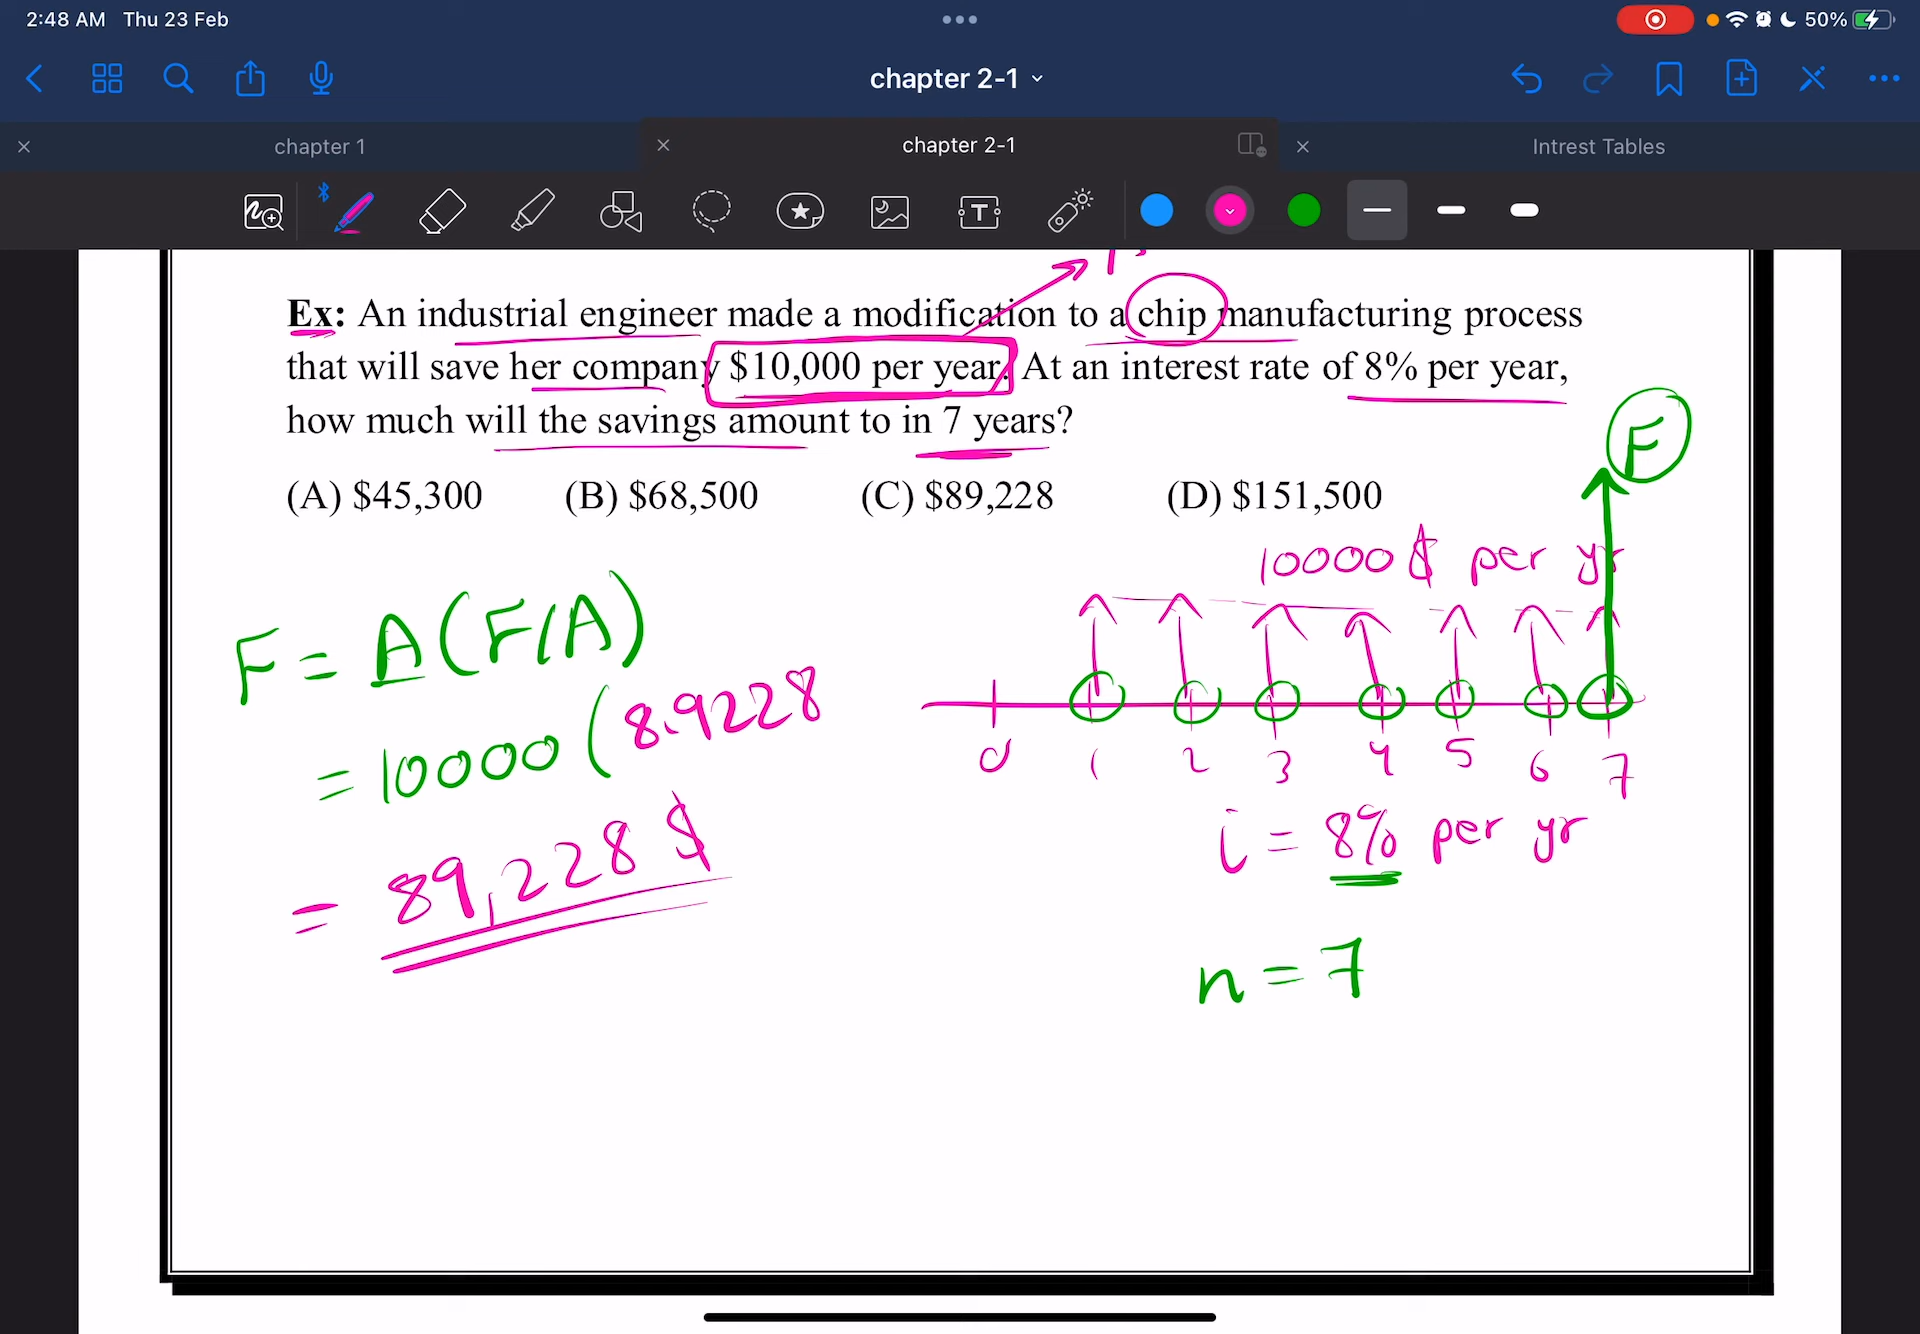 2:48 AM Thu 23 Feb
50%
chapter 2-1
chapter 1
chapter 2-1
Intrest Tables
T
Ex: An industrial engineer made a modification to a chip manufacturing process
that will save her company $10,000 per year. At an interest rate of 8% per year,
how much will the savings amount to in 7 years?
(A) $45,300 (B) $68,500 (C) $89,228 (D) $151,500
F
10000 $ per yr
F = A (F/A)
= 10000 (8.9228
= 89,228 $
0 1 2 3 4 5 6 7
i = 8% per yr
n = 7